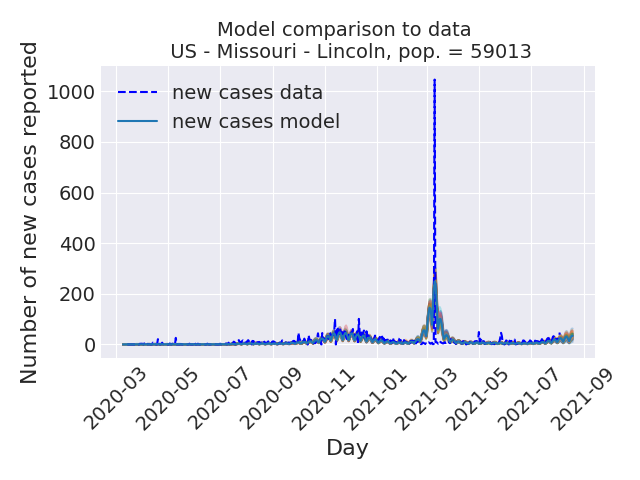 Model comparison to data
US - Missouri - Lincoln, pop. = 59013
Number of new cases reported
1000
800
600
400
200
0
new cases data
new cases model
2020-03
2020-05
2020-07
2020-09
2020-11
2021-01
2021-03
2021-05
2021-07
2021-09
Day